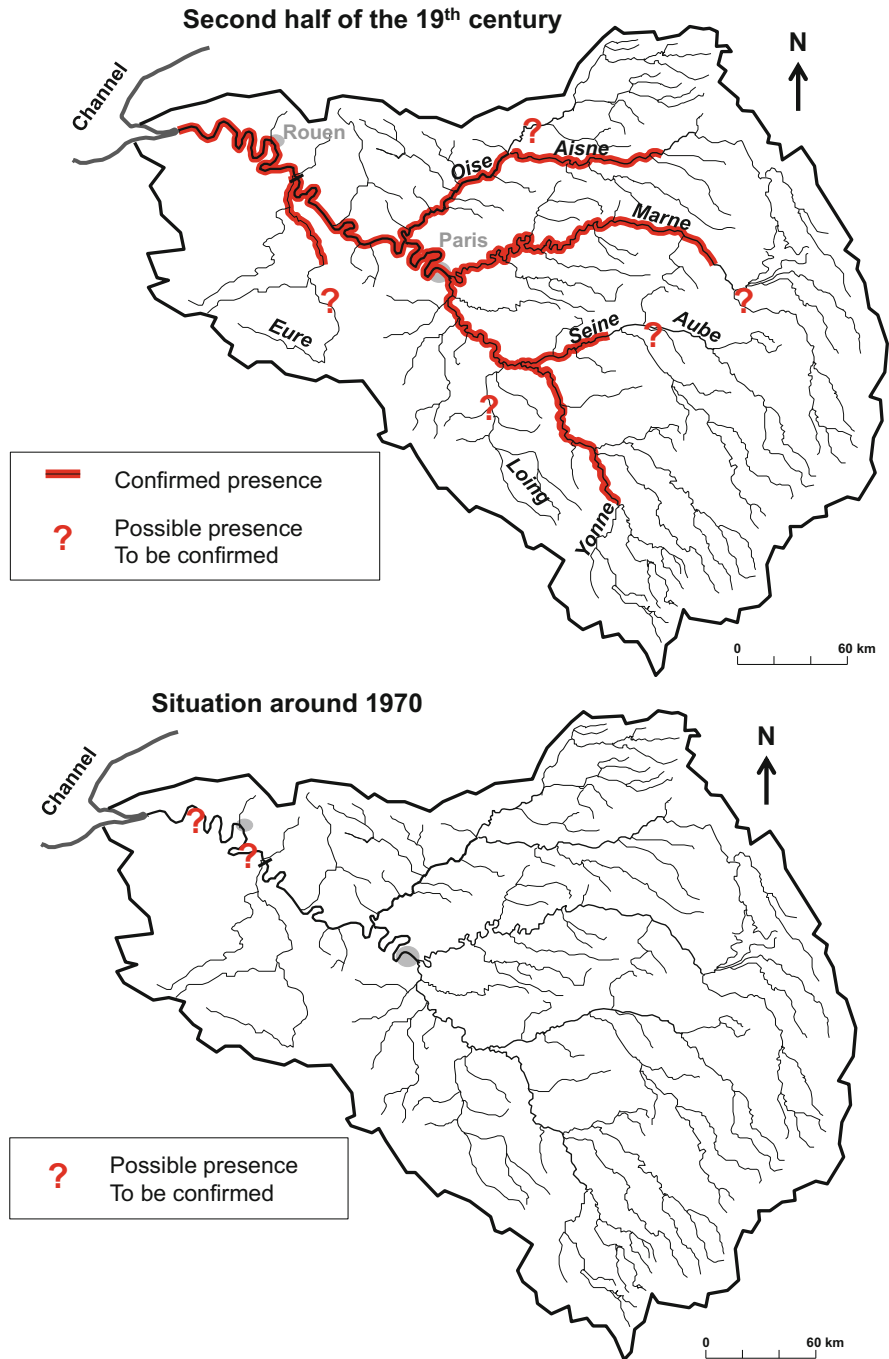 Second half of the 19th century
N
Channel
Rouen
?
Oise
Aisne
Marne
Paris
?
?
Eure
Seine
?
Aube
?
Loing
Yonne
Confirmed presence
? Possible presence
To be confirmed
0 60 km
Situation around 1970
N
Channel
?
?
? Possible presence
To be confirmed
0 60 km